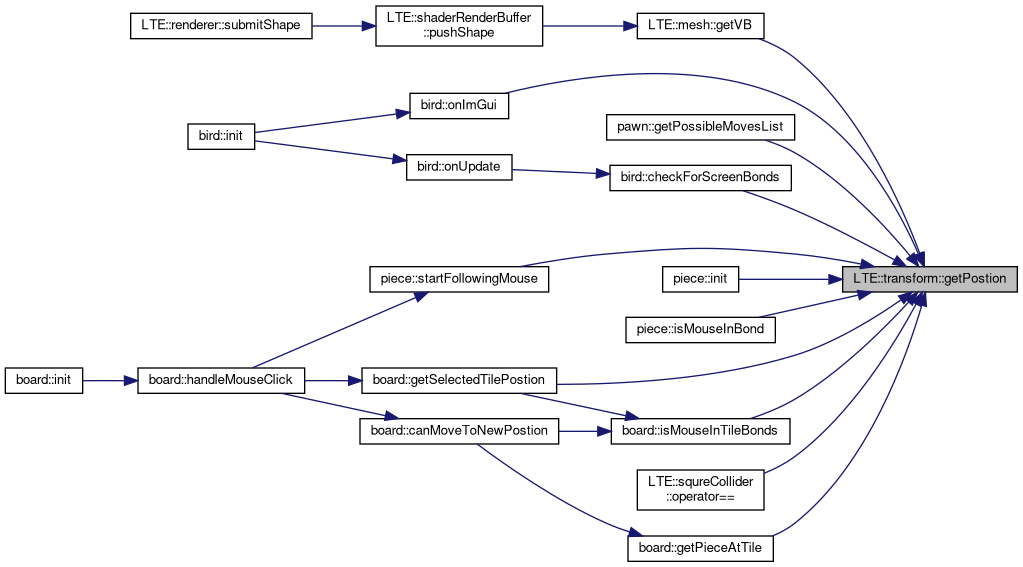 LTE::renderer::submitShape
LTE::shaderRenderBuffer
::pushShape
LTE::mesh::getVB
bird::onImGui
bird::init
pawn::getPossibleMovesList
bird::onUpdate
bird::checkForScreenBonds
piece::startFollowingMouse
piece::init
LTE::transform::getPostion
piece::isMouseInBond
board::init
board::handleMouseClick
board::getSelectedTilePostion
board::canMoveToNewPostion
board::isMouseInTileBonds
LTE::squreCollider
::operator==
board::getPieceAtTile